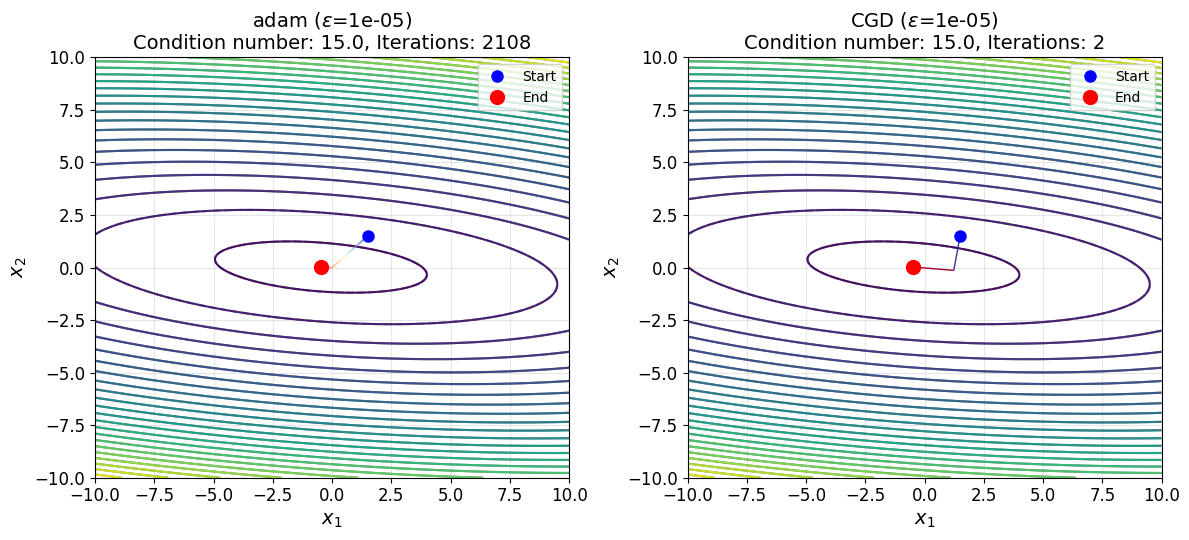 adam (ε=1e-05)
Condition number: 15.0, Iterations: 2108
Start
End
10.0
7.5
5.0
2.5
0.0
−2.5
−5.0
−7.5
−10.0
x₂
−10.0 −7.5 −5.0 −2.5 0.0 2.5 5.0 7.5 10.0
x₁
CGD (ε=1e-05)
Condition number: 15.0, Iterations: 2
Start
End
10.0
7.5
5.0
2.5
0.0
−2.5
−5.0
−7.5
−10.0
x₂
−10.0 −7.5 −5.0 −2.5 0.0 2.5 5.0 7.5 10.0
x₁